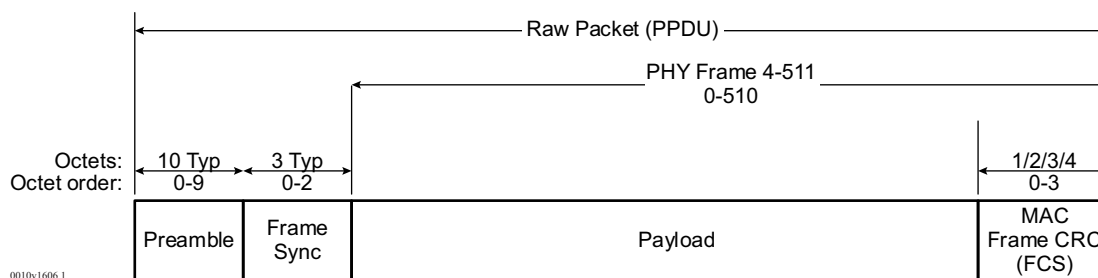 Raw Packet (PPDU)
PHY Frame 4-511
0-510
Octets: 10 Typ 3 Typ 1/2/3/4
Octet order: 0-9 0-2 0-3
Preamble
Frame
Sync
Payload
MAC
Frame CRC
(FCS)
0010v1606.1